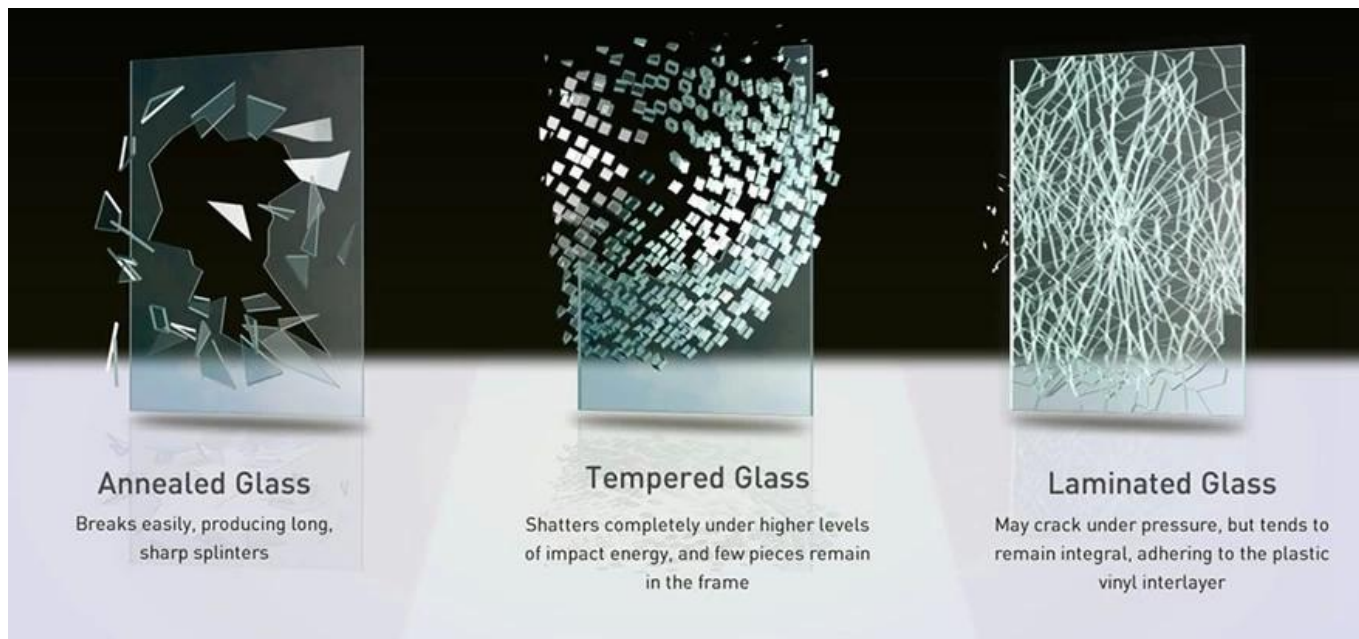 Annealed Glass
Breaks easily, producing long,
sharp splinters
Tempered Glass
Shatters completely under higher levels
of impact energy, and few pieces remain
in the frame
Laminated Glass
May crack under pressure, but tends to
remain integral, adhering to the plastic
vinyl interlayer